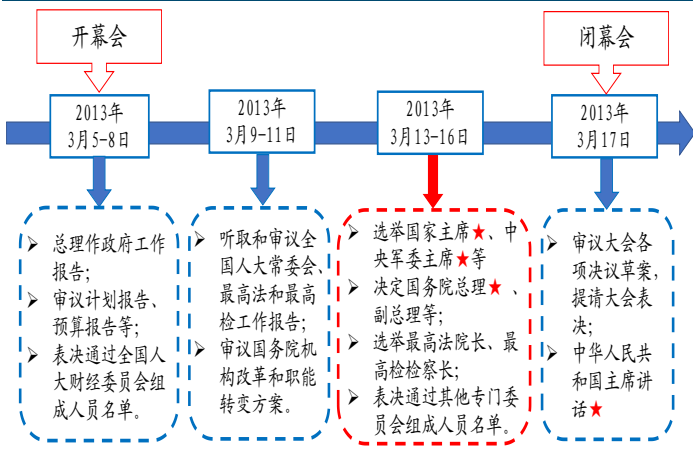 开幕会
闭幕会
2013年
3月5-8日
2013年
3月9-11日
2013年
3月13-16日
2013年
3月17日
➢ 总理作政府工作
报告;
➢ 审议计划报告、
预算报告等;
➢ 表决通过全国人
大财经委员会组
成人员名单。
➢ 听取和审议全
国人大常委会、
最高法和最高
检工作报告;
➢ 审议国务院机
构改革和职能
转变方案。
➢ 选举国家主席★、中
央军委主席★等
➢ 决定国务院总理★、
副总理等;
➢ 选举最高法院长、最
高检检察长;
➢ 表决通过其他专门委
员会组成人员名单。
➢ 审议大会各
项决议草案,
提请大会表
决;
➢ 中华人民共
和国主席讲
话★